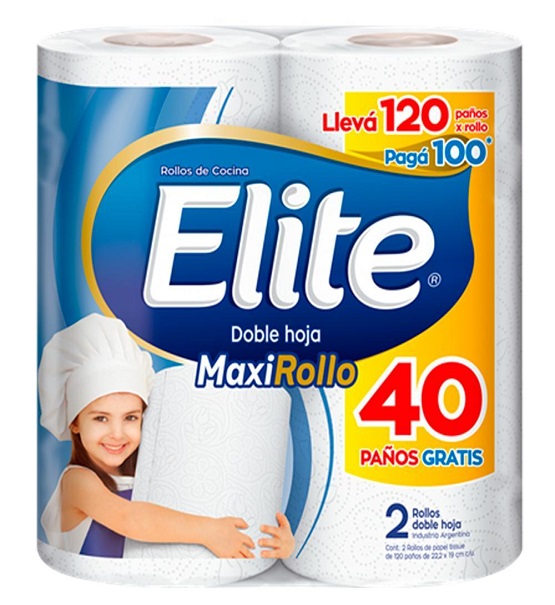 Llevá 120 paños x rollo
Pagá 100*
Rollos de Cocina
Elite®
Doble hoja
MaxiRollo
40
PAÑOS GRATIS
2 Rollos
doble hoja
Industria Argentina
Cont. 2 Rollos de papel tissue
de 120 paños de 22,2 x 19 cm c/u